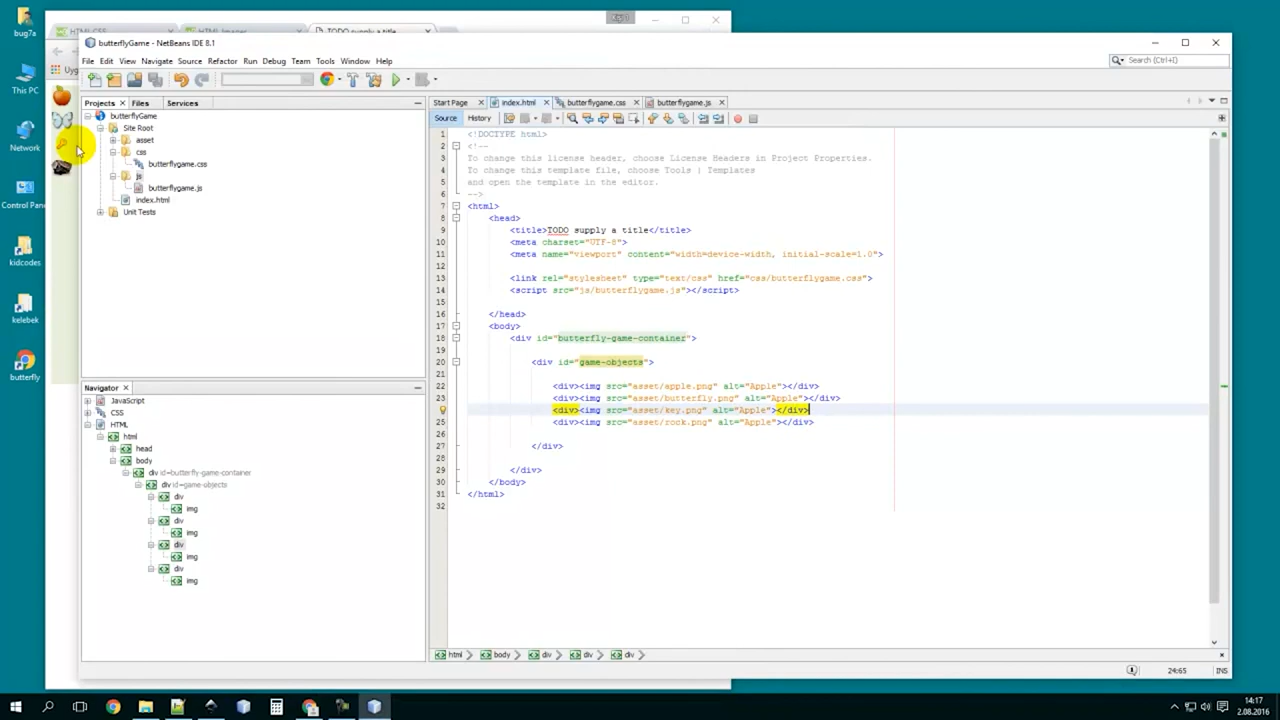 bug7a
This PC
Network
Control Pan
kidcodes
kelebek
butterfly
HTML CSS
HTML Images
TODO supply a title
Uyg
butterflyGame - NetBeans IDE 8.1
File Edit View Navigate Source Refactor Run Debug Team Tools Window Help
Search (Ctrl+I)
Projects Files Services
butterflyGame
Site Root
asset
css
butterflygame.css
js
butterflygame.js
index.html
Unit Tests
Navigator
JavaScript
CSS
HTML
html
head
body
div id=butterfly-game-container
div id=game-objects
div
img
div
img
div
img
div
img
Start Page index.html butterflygame.css butterflygame.js
Source History
1 <!DOCTYPE html>
2 <!--
3 To change this license header, choose License Headers in Project Properties.
4 To change this template file, choose Tools | Templates
5 and open the template in the editor.
6 -->
7 <html>
8 <head>
9 <title>TODO supply a title</title>
10 <meta charset="UTF-8">
11 <meta name="viewport" content="width=device-width, initial-scale=1.0">
12
13 <link rel="stylesheet" type="text/css" href="css/butterflygame.css">
14 <script src="js/butterflygame.js"></script>
15
16 </head>
17 <body>
18 <div id="butterfly-game-container">
19
20 <div id="game-objects">
21
22 <div><img src="asset/apple.png" alt="Apple"></div>
23 <div><img src="asset/butterfly.png" alt="Apple"></div>
<div><img src="asset/key.png" alt="Apple"></div>
25 <div><img src="asset/rock.png" alt="Apple"></div>
26
27 </div>
28
29 </div>
30 </body>
31 </html>
32
html body div div div
24:65 INS
14:17
2.08.2016